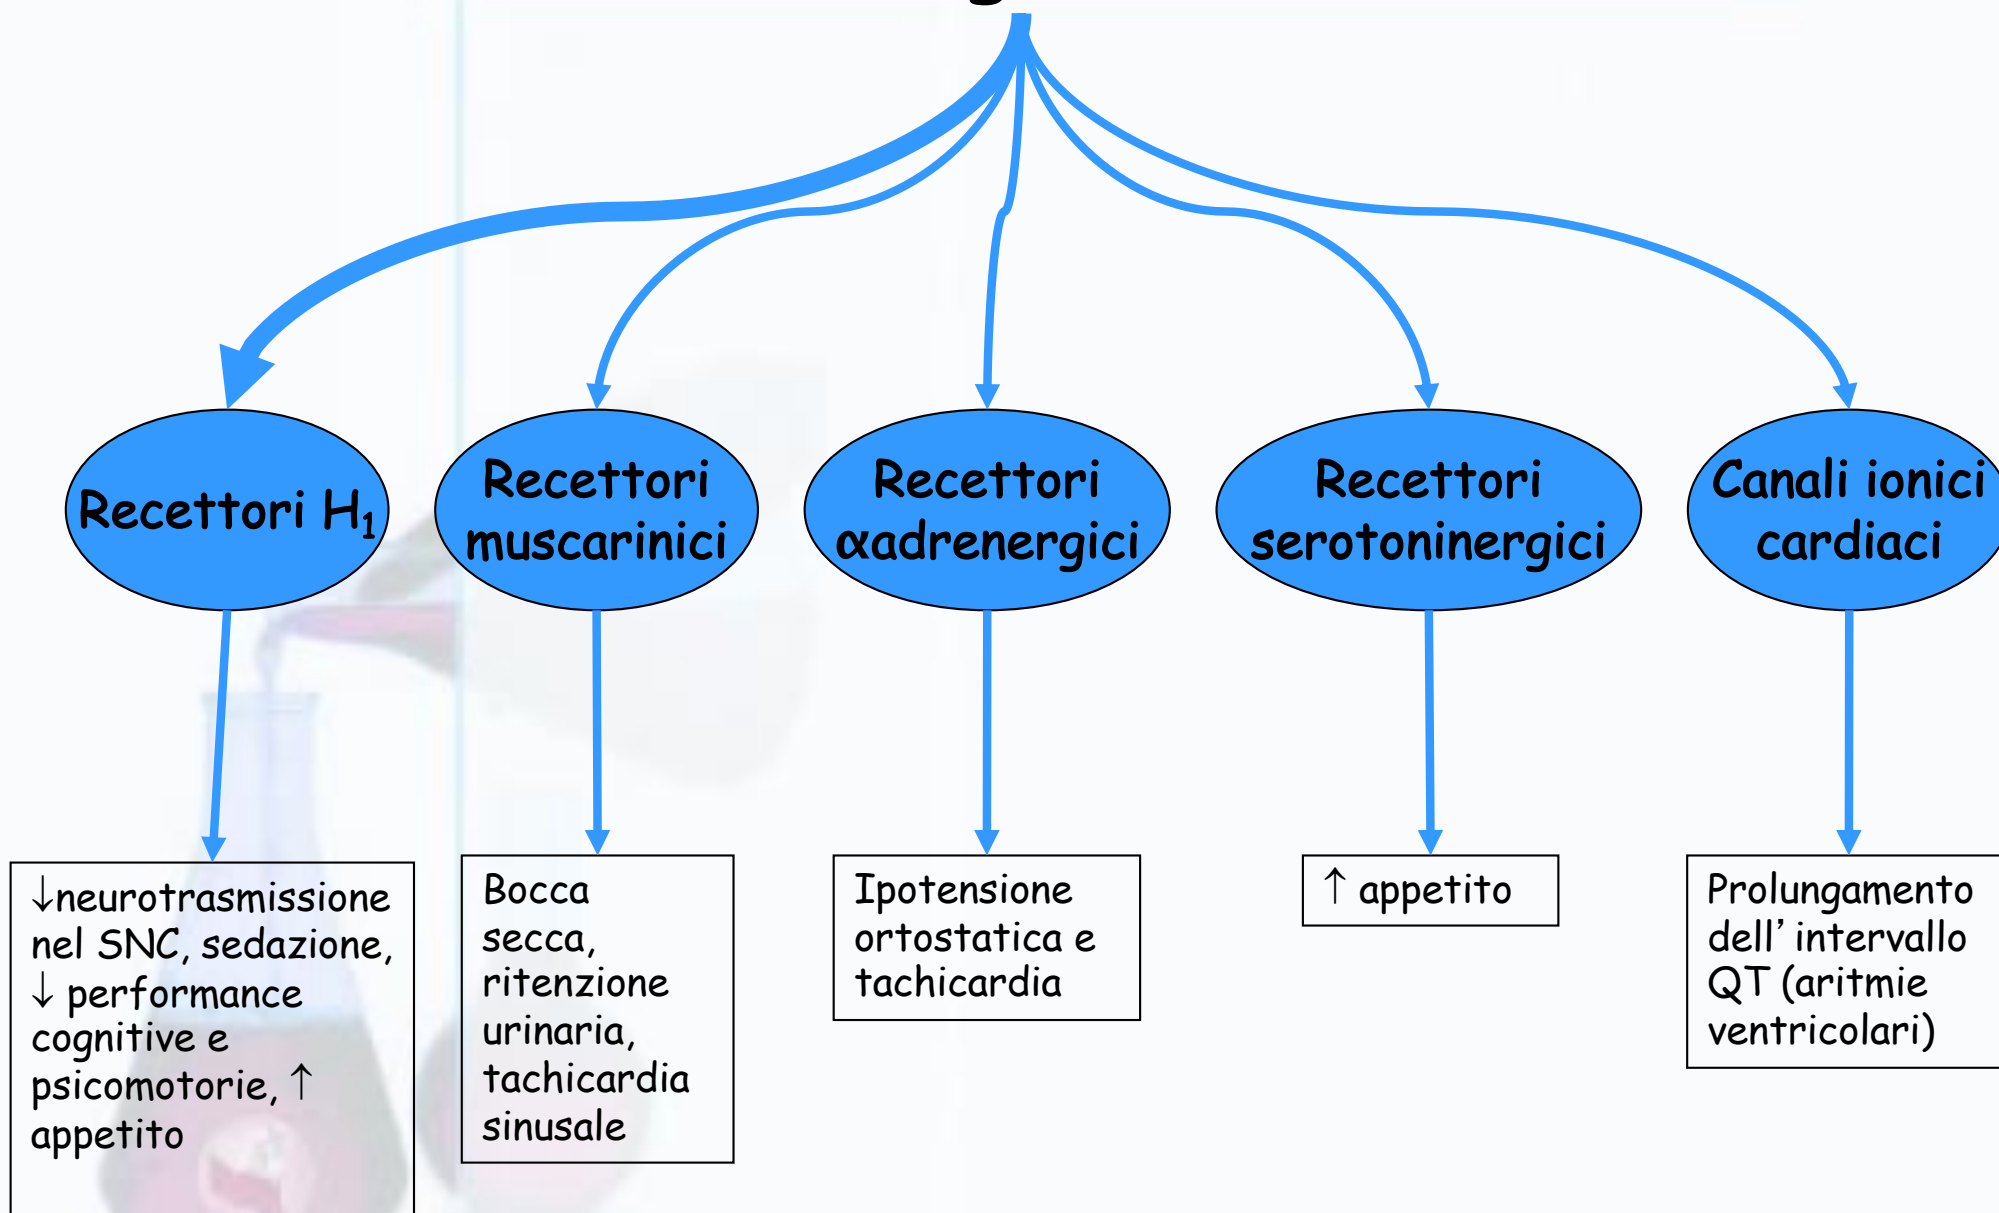 Recettori H₁
Recettori
muscarinici
Recettori
αadrenergici
Recettori
serotoninergici
Canali ionici
cardiaci
↓neurotrasmissione
nel SNC, sedazione,
↓ performance
cognitive e
psicomotorie, ↑
appetito
Bocca
secca,
ritenzione
urinaria,
tachicardia
sinusale
Ipotensione
ortostatica e
tachicardia
↑ appetito
Prolungamento
dell’ intervallo
QT (aritmie
ventricolari)